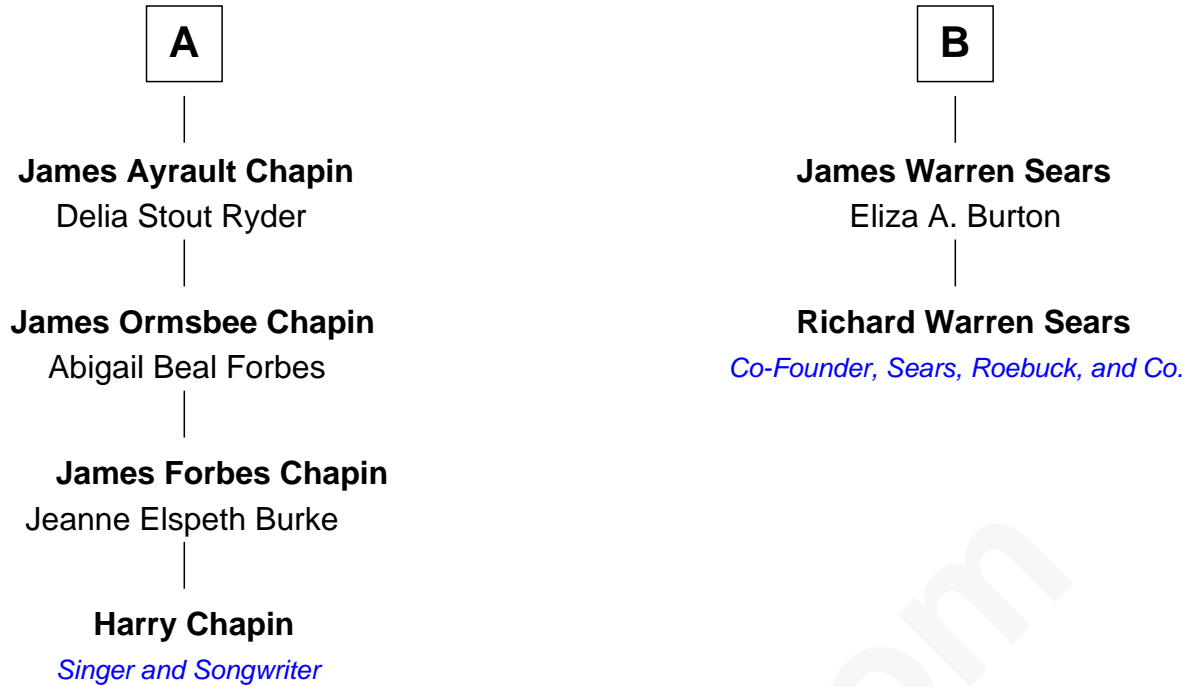 A
James Ayrault Chapin
Delia Stout Ryder
James Ormsbee Chapin
Abigail Beal Forbes
James Forbes Chapin
Jeanne Elspeth Burke
Harry Chapin
Singer and Songwriter
B
James Warren Sears
Eliza A. Burton
Richard Warren Sears
Co-Founder, Sears, Roebuck, and Co.
om